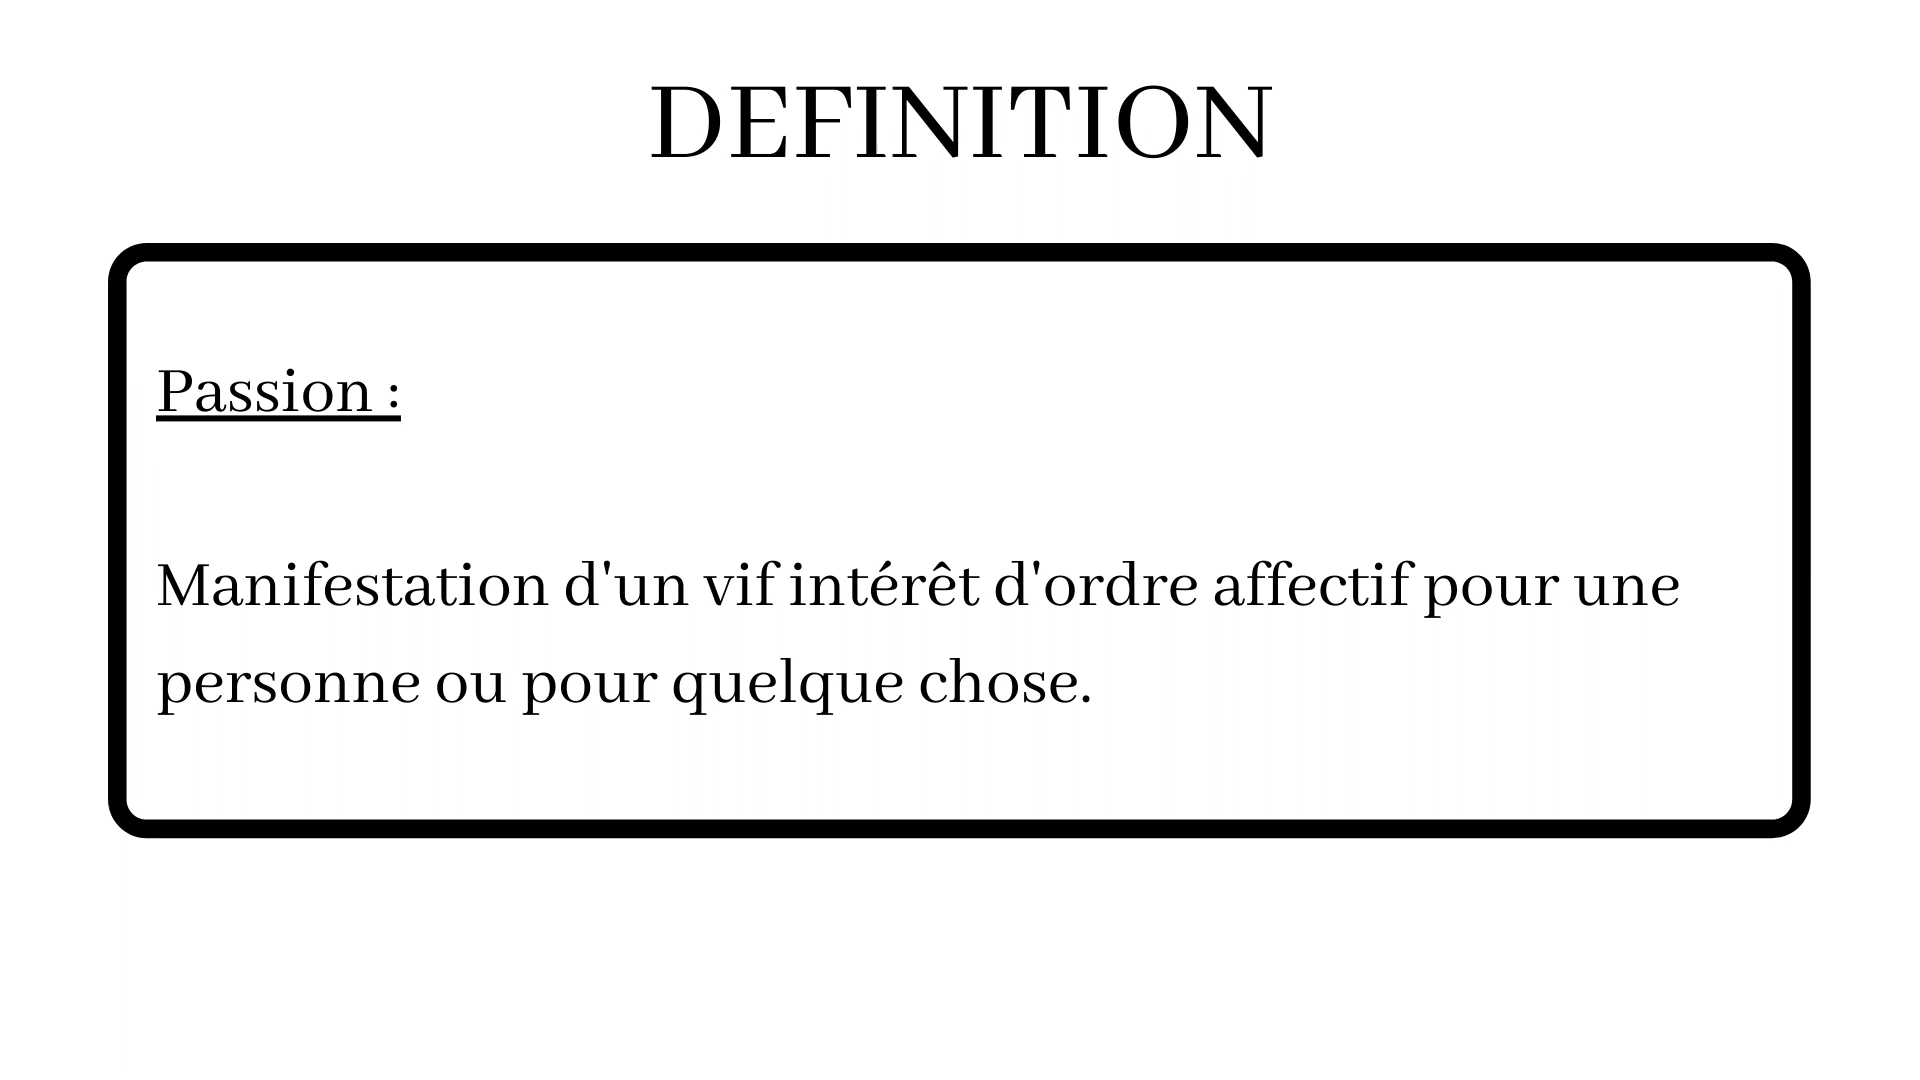 DEFINITION
Passion :
Manifestation d'un vif intérêt d'ordre affectif pour une
personne ou pour quelque chose.